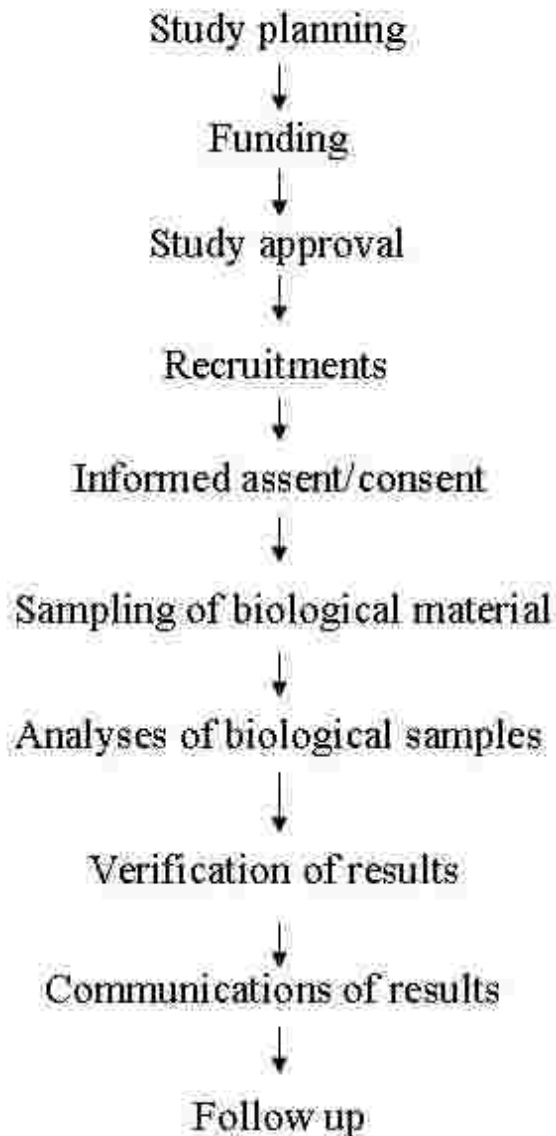 Study planning
Funding
Study approval
Recruitments
Informed assent/consent
Sampling of biological material
Analyses of biological samples
Verification of results
Communications of results
Follow up